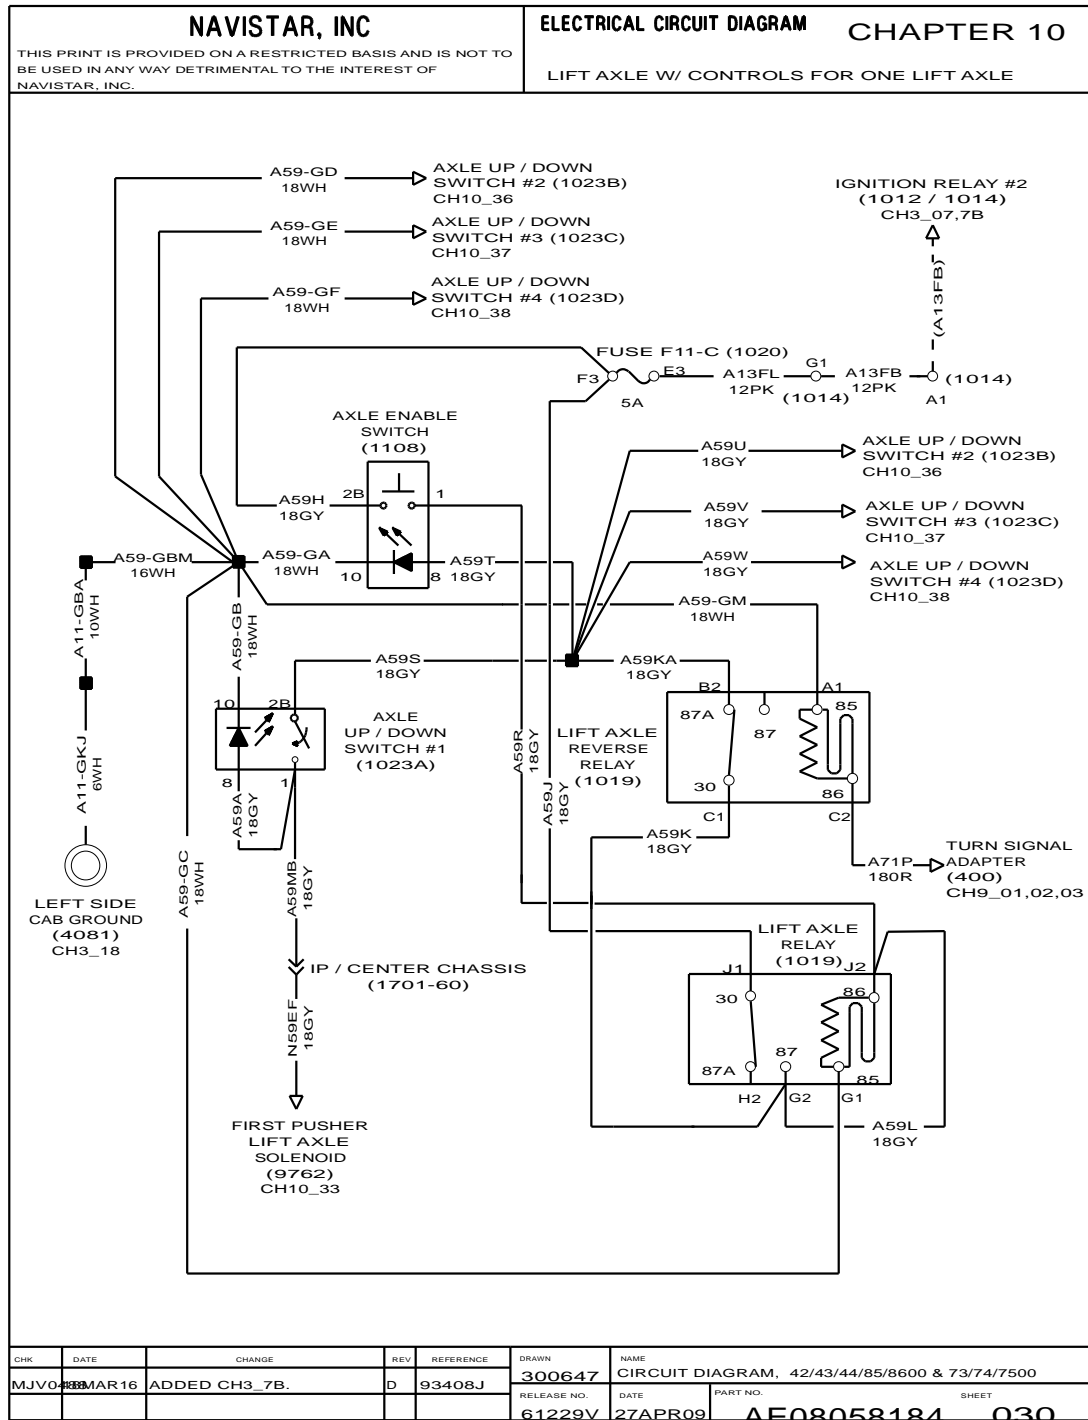 NAVISTAR, INC
THIS PRINT IS PROVIDED ON A RESTRICTED BASIS AND IS NOT TO
BE USED IN ANY WAY DETRIMENTAL TO THE INTEREST OF
NAVISTAR, INC.
ELECTRICAL CIRCUIT DIAGRAM
CHAPTER 10
LIFT AXLE W/ CONTROLS FOR ONE LIFT AXLE
A59-GD
18WH
AXLE UP / DOWN
SWITCH #2 (1023B)
CH10_36
A59-GE
18WH
AXLE UP / DOWN
SWITCH #3 (1023C)
CH10_37
A59-GF
18WH
AXLE UP / DOWN
SWITCH #4 (1023D)
CH10_38
IGNITION RELAY #2
(1012 / 1014)
CH3_07,7B
(A13FB)
FUSE F11-C (1020)
F3
E3
5A
A13FL
12PK
G1
(1014)
A13FB
12PK
(1014)
A1
AXLE ENABLE
SWITCH
(1108)
A59H
18GY
2B
1
A59-GBM
16WH
A59-GA
18WH
10
8
A59T
18GY
A59U
18GY
AXLE UP / DOWN
SWITCH #2 (1023B)
CH10_36
A59V
18GY
AXLE UP / DOWN
SWITCH #3 (1023C)
CH10_37
A59W
18GY
AXLE UP / DOWN
SWITCH #4 (1023D)
CH10_38
A59-GM
18WH
A11-GBA
10WH
A59-GB
18WH
A59S
18GY
A59KA
18GY
A11-GKJ
6WH
10
2B
AXLE
UP / DOWN
SWITCH #1
(1023A)
8
1
A59A
18GY
A59R
18GY
A59J
18GY
LIFT AXLE
REVERSE
RELAY
(1019)
B2
A1
87A
87
85
30
86
C1
C2
A59K
18GY
A71P
180R
TURN SIGNAL
ADAPTER
(400)
CH9_01,02,03
LEFT SIDE
CAB GROUND
(4081)
CH3_18
A59-GC
18WH
A59MB
18GY
IP / CENTER CHASSIS
(1701-60)
N59EF
18GY
FIRST PUSHER
LIFT AXLE
SOLENOID
(9762)
CH10_33
LIFT AXLE
RELAY
(1019)
J1
J2
30
86
87A
87
85
H2
G2
G1
A59L
18GY
CHK DATE CHANGE REV REFERENCE
MJV0488 MAR16 ADDED CH3_7B. D 93408J
DRAWN
300647
NAME
CIRCUIT DIAGRAM, 42/43/44/85/8600 & 73/74/7500
RELEASE NO.
61229V
DATE
27APR09
PART NO.
AE08058184
SHEET
030